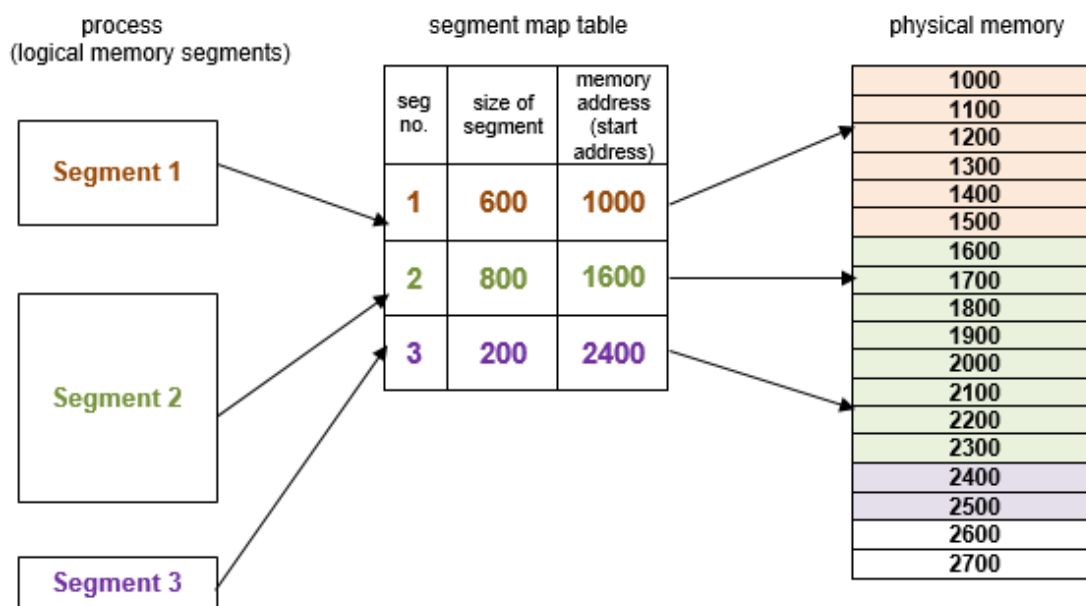 process
(logical memory segments)
segment map table
physical memory
seg
no.
size of
segment
memory
address
(start
address)
Segment 1
1 600 1000
Segment 2
2 800 1600
Segment 3
3 200 2400
1000
1100
1200
1300
1400
1500
1600
1700
1800
1900
2000
2100
2200
2300
2400
2500
2600
2700